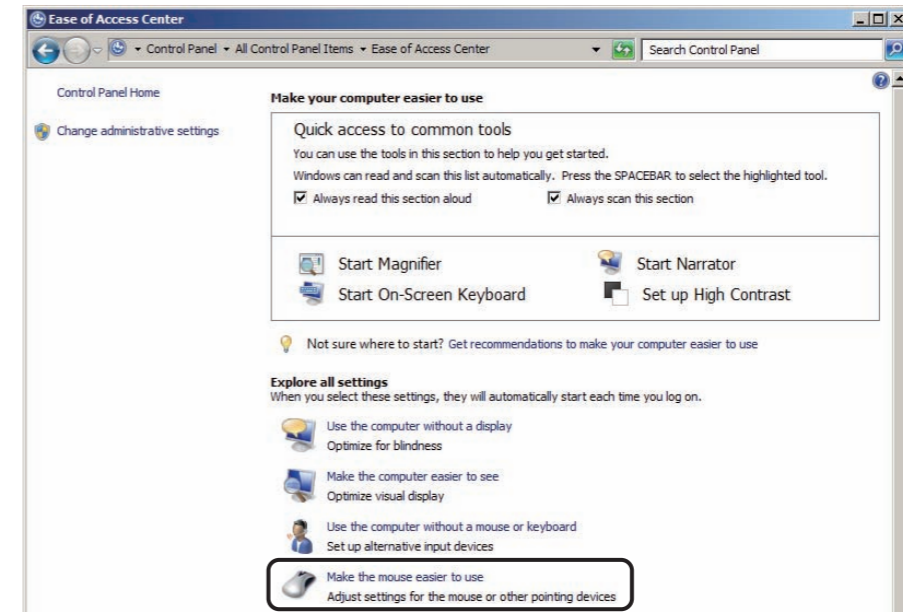 Ease of Access Center
Control Panel Home
Control Panel All Control Panel Items Ease of Access Center Search Control Panel
Change administrative settings
Make your computer easier to use
Quick access to common tools
You can use the tools in this section to help you get started.
Windows can read and scan this list automatically. Press the SPACEBAR to select the highlighted tool.
Always read this section aloud Always scan this section
Start Magnifier Start Narrator
Start On-Screen Keyboard Set up High Contrast
Not sure where to start? Get recommendations to make your computer easier to use
Explore all settings
When you select these settings, they will automatically start each time you log on.
Use the computer without a display
Optimize for blindness
Make the computer easier to see
Optimize visual display
Use the computer without a mouse or keyboard
Set up alternative input devices
Make the mouse easier to use
Adjust settings for the mouse or other pointing devices